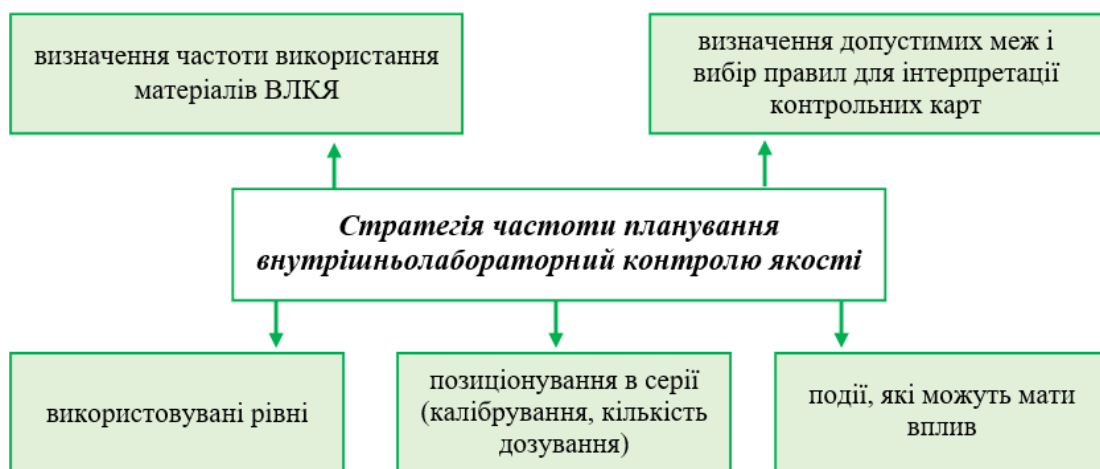 визначення частоти використання
матеріалів ВЛКЯ
визначення допустимих меж і
вибір правил для інтерпретації
контрольних карт
Стратегія частоти планування
внутрішньолабораторний контролю якості
використовувані рівні
позиціонування в серії
(калібрування, кількість
дозування)
події, які можуть мати
вплив